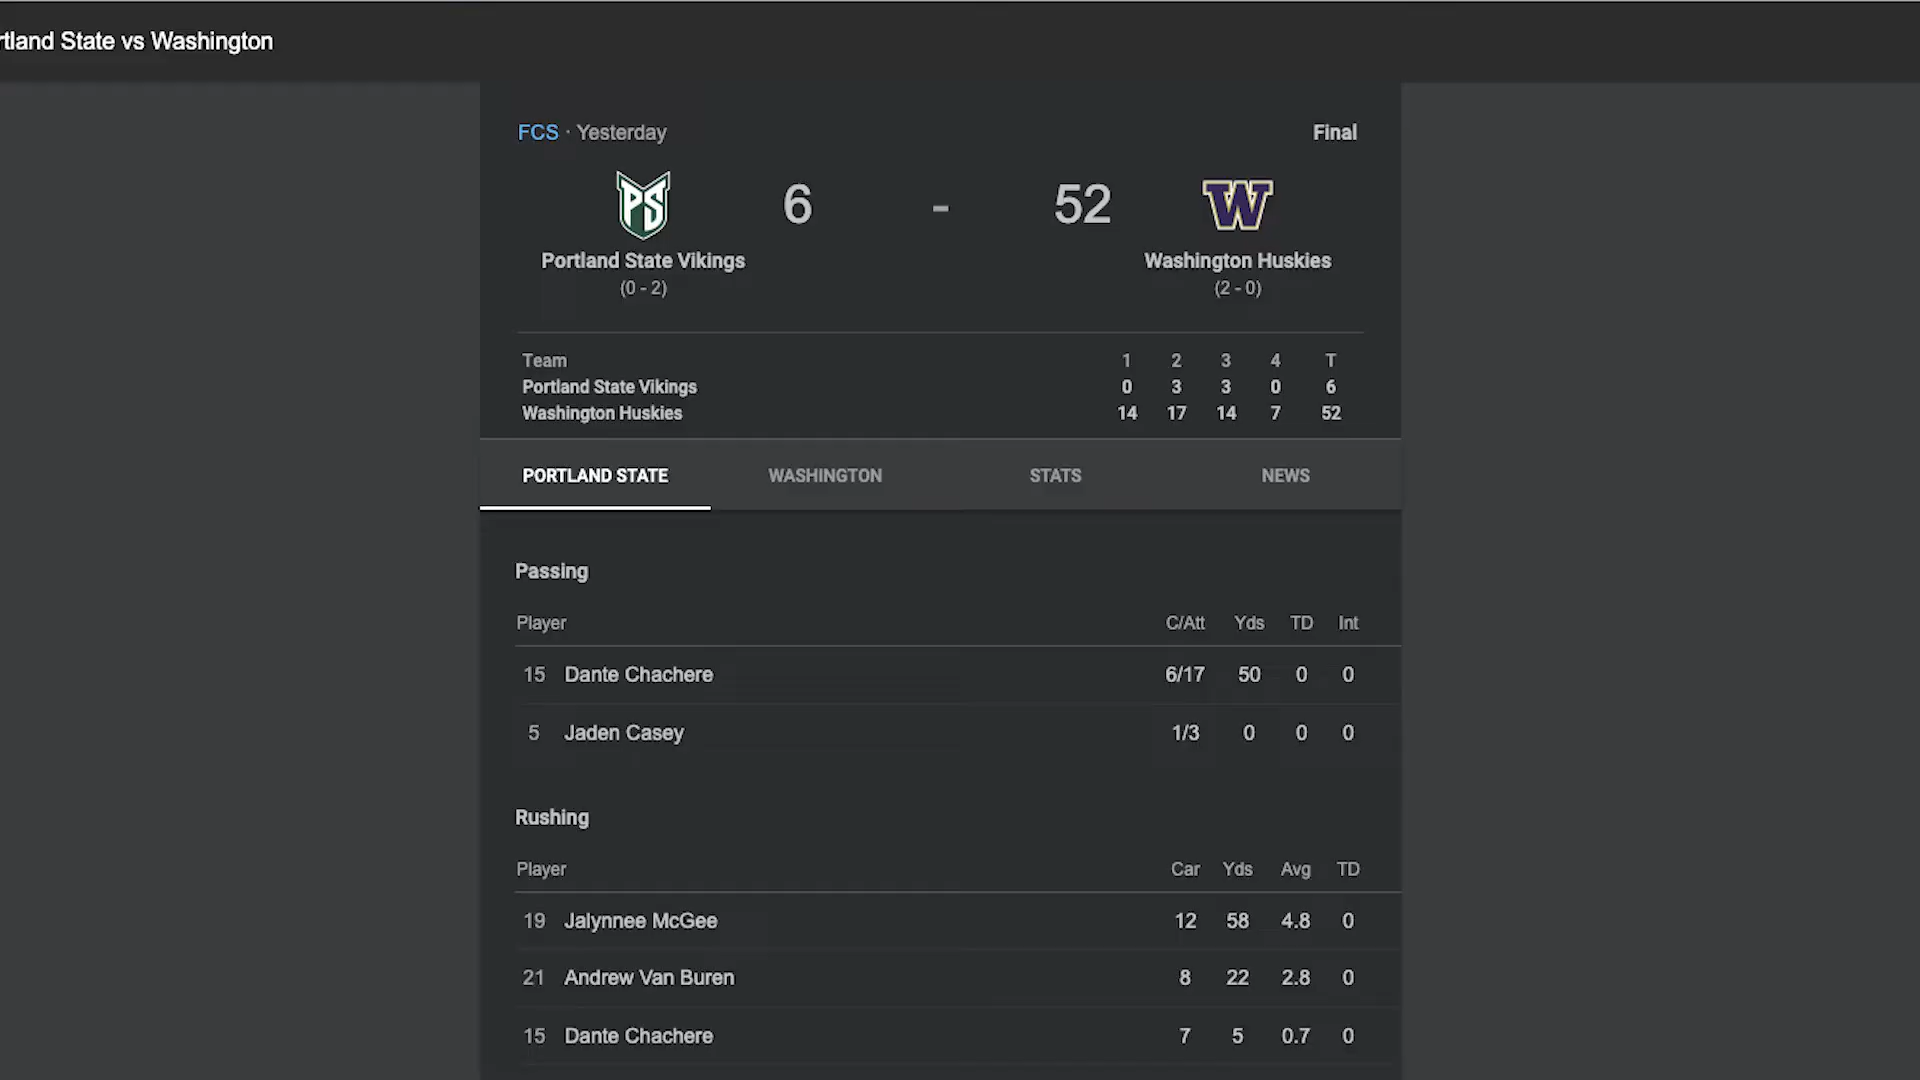 rtland State vs Washington
FCS · Yesterday
Final
PS
6
-
52
W
Portland State Vikings
Washington Huskies
(0 - 2)
(2 - 0)
Team 1 2 3 4 T
Portland State Vikings 0 3 3 0 6
Washington Huskies 14 17 14 7 52
PORTLAND STATE WASHINGTON STATS NEWS
Passing
Player C/Att Yds TD Int
15 Dante Chachere 6/17 50 0 0
5 Jaden Casey 1/3 0 0 0
Rushing
Player Car Yds Avg TD
19 Jalynnee McGee 12 58 4.8 0
21 Andrew Van Buren 8 22 2.8 0
15 Dante Chachere 7 5 0.7 0